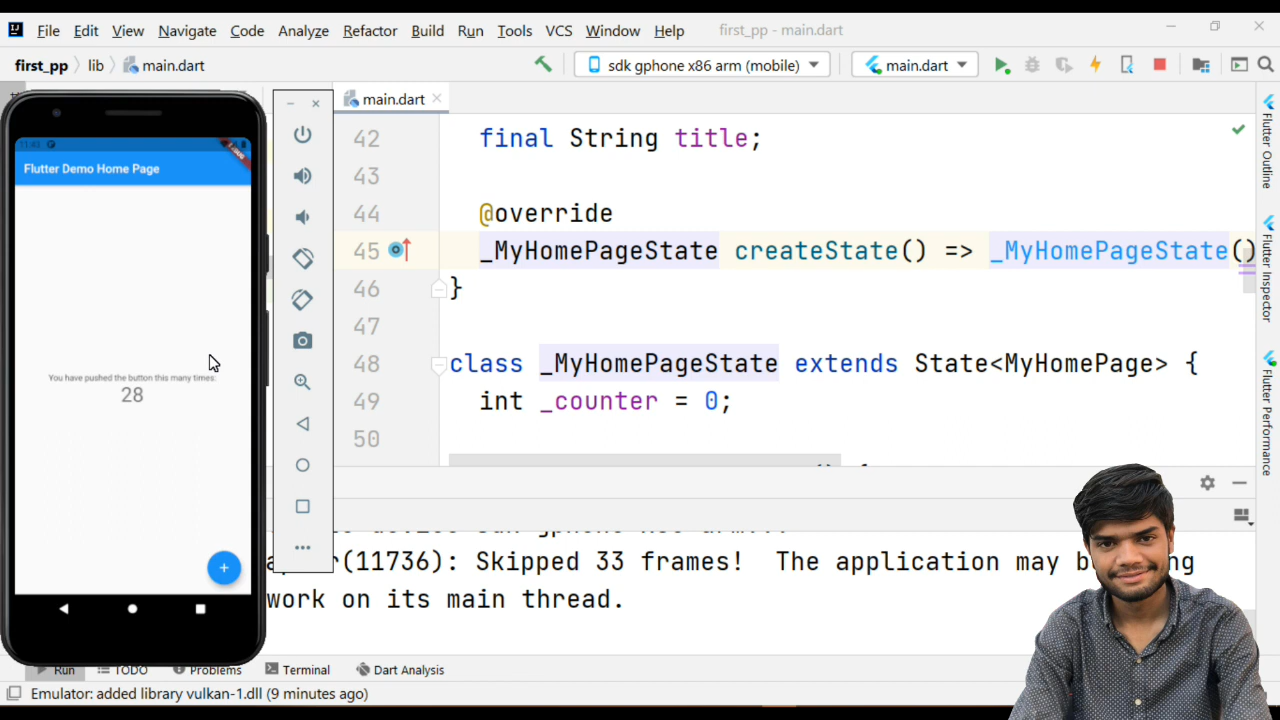 File Edit View Navigate Code Analyze Refactor Build Run Tools VCS Window Help first_pp - main.dart
first_pp lib main.dart sdk gphone x86 arm (mobile) main.dart
main.dart
42 final String title;
43
44 @override
45 _MyHomePageState createState() => _MyHomePageState()
46 }
47
48 class _MyHomePageState extends State<MyHomePage> {
49 int _counter = 0;
50
11:43
Flutter Demo Home Page
You have pushed the button this many times:
28
+
(11736): Skipped 33 frames! The application may
work on its main thread.
Run TODO Problems Terminal Dart Analysis
Emulator: added library vulkan-1.dll (9 minutes ago)
Flutter Outline
Flutter Inspector
Flutter Performance